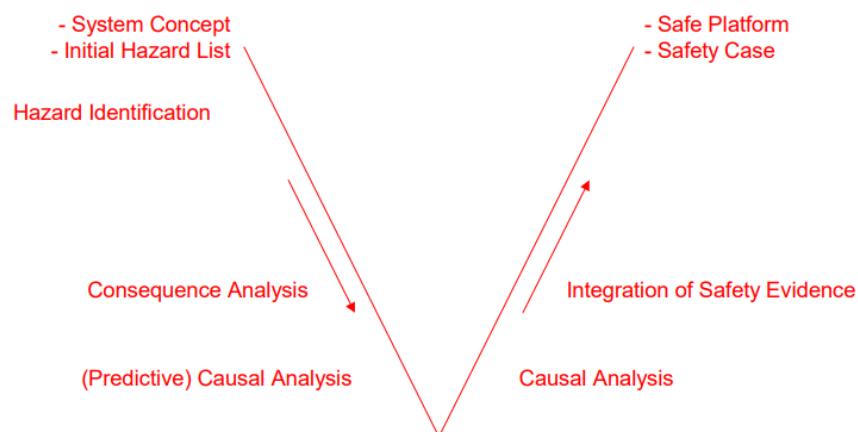 - System Concept
- Initial Hazard List
- Safe Platform
- Safety Case
Hazard Identification
Consequence Analysis
Integration of Safety Evidence
(Predictive) Causal Analysis
Causal Analysis